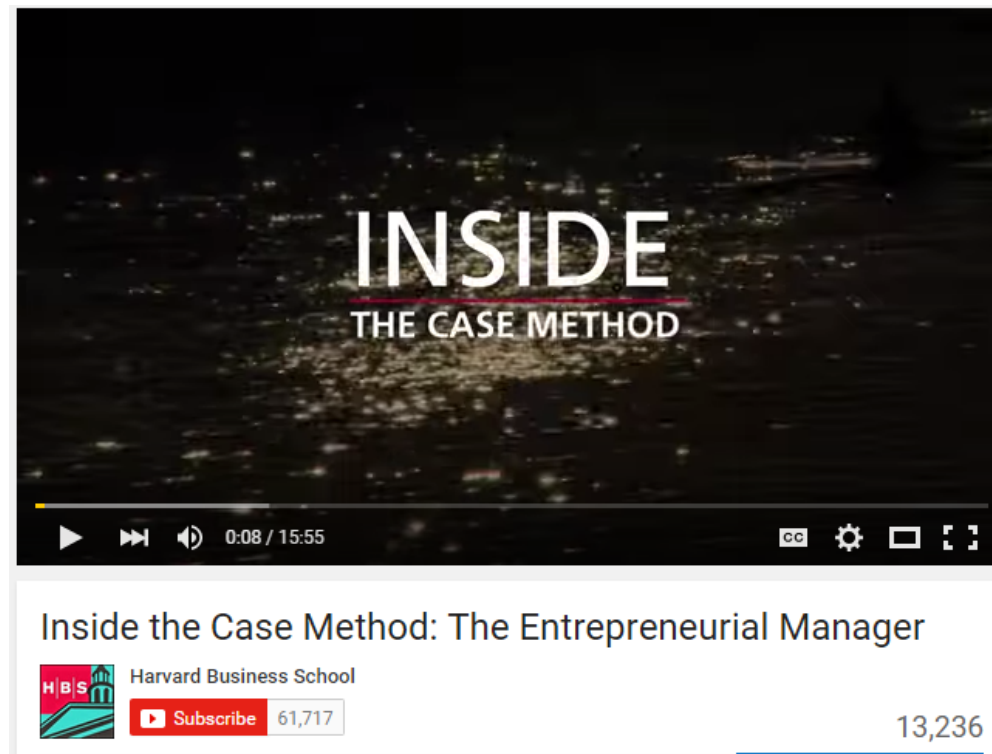 INSIDE
THE CASE METHOD
0:08 / 15:55
CC
Inside the Case Method: The Entrepreneurial Manager
H|B|S
Harvard Business School
Subscribe 61,717
13,236